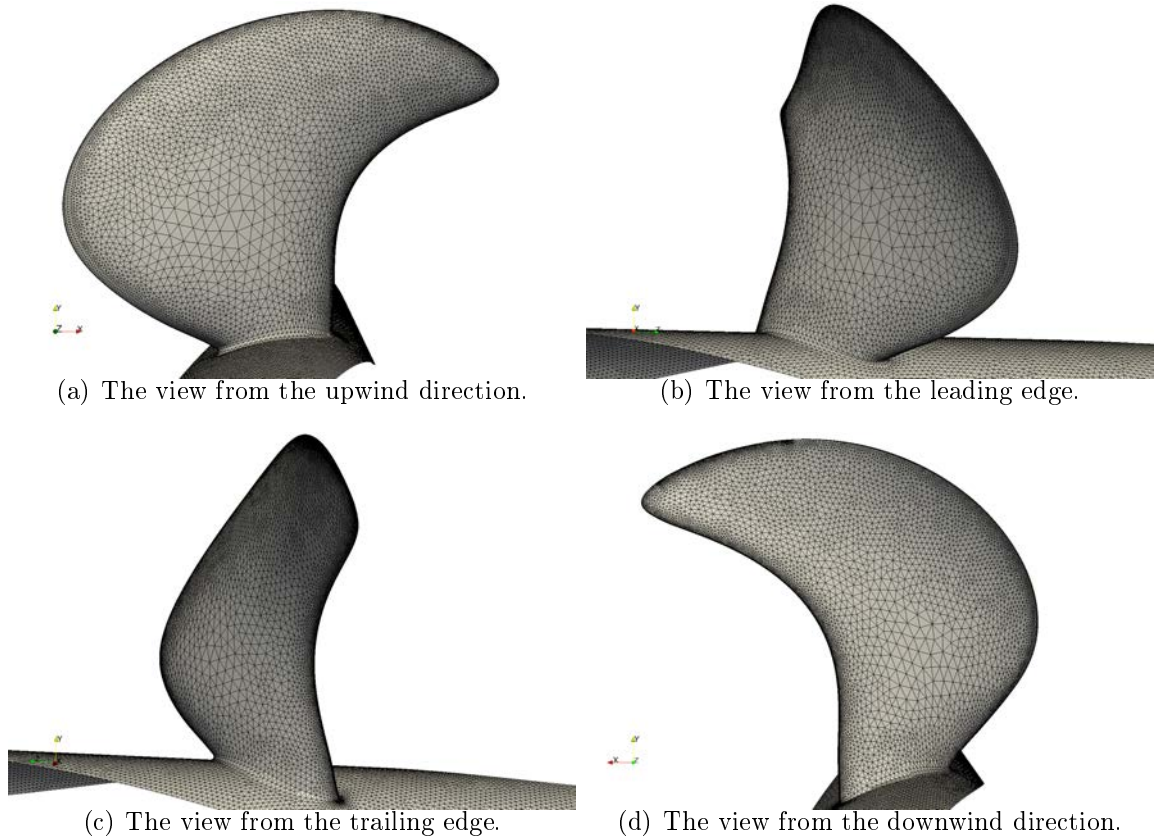 Y
Z X
Y
X Z
(a) The view from the upwind direction.
(b) The view from the leading edge.
Y
X
Y
X Z
(c) The view from the trailing edge.
(d) The view from the downwind direction.